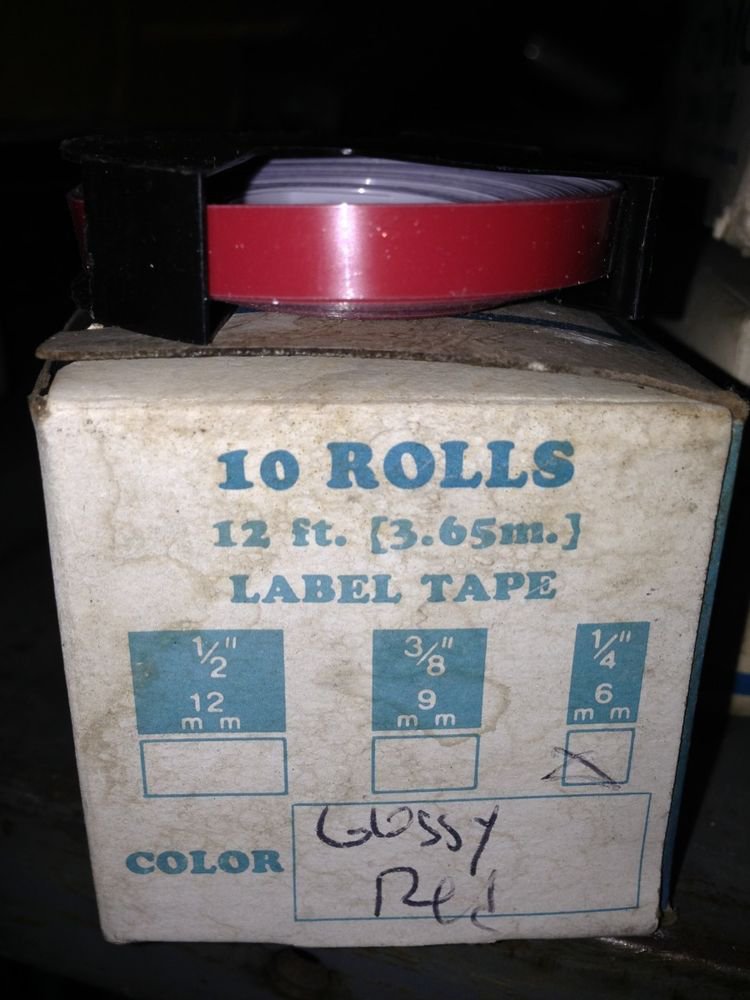 10 ROLLS
12 ft. [3.65m.]
LABEL TAPE
1/2" 3/8" 1/4"
12 9 6
m m m m m m
Glossy
COLOR
Red